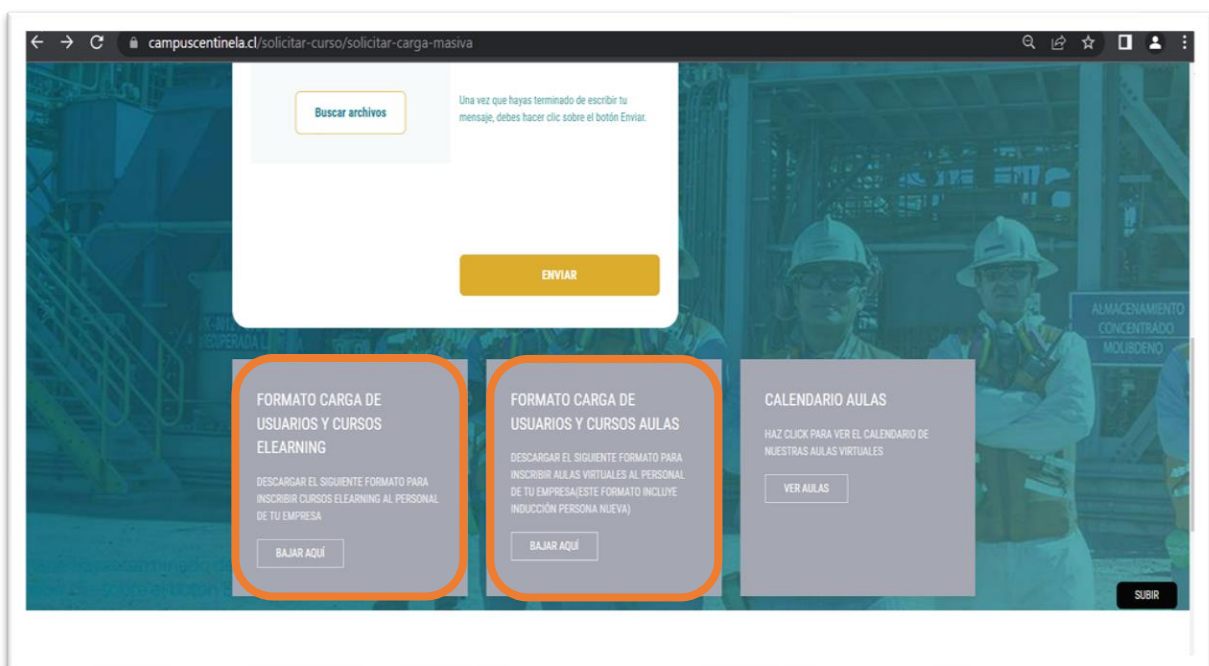 campuscentinela.cl/solicitar-curso/solicitar-carga-masiva
Buscar archivos
Una vez que hayas terminado de escribir tu
mensaje, debes hacer clic sobre el botón Enviar.
ENVIAR
ALMACENAMIENTO
CONCENTRADO
MOLIBDENO
FORMATO CARGA DE
USUARIOS Y CURSOS
ELEARNING
DESCARGAR EL SIGUIENTE FORMATO PARA
INSCRIBIR CURSOS ELEARNING AL PERSONAL
DE TU EMPRESA
BAJAR AQUÍ
FORMATO CARGA DE
USUARIOS Y CURSOS AULAS
DESCARGAR EL SIGUIENTE FORMATO PARA
INSCRIBIR AULAS VIRTUALES AL PERSONAL
DE TU EMPRESA(ESTE FORMATO INCLUYE
INDUCCIÓN PERSONA NUEVA)
BAJAR AQUÍ
CALENDARIO AULAS
HAZ CLICK PARA VER EL CALENDARIO DE
NUESTRAS AULAS VIRTUALES
VER AULAS
SUBIR